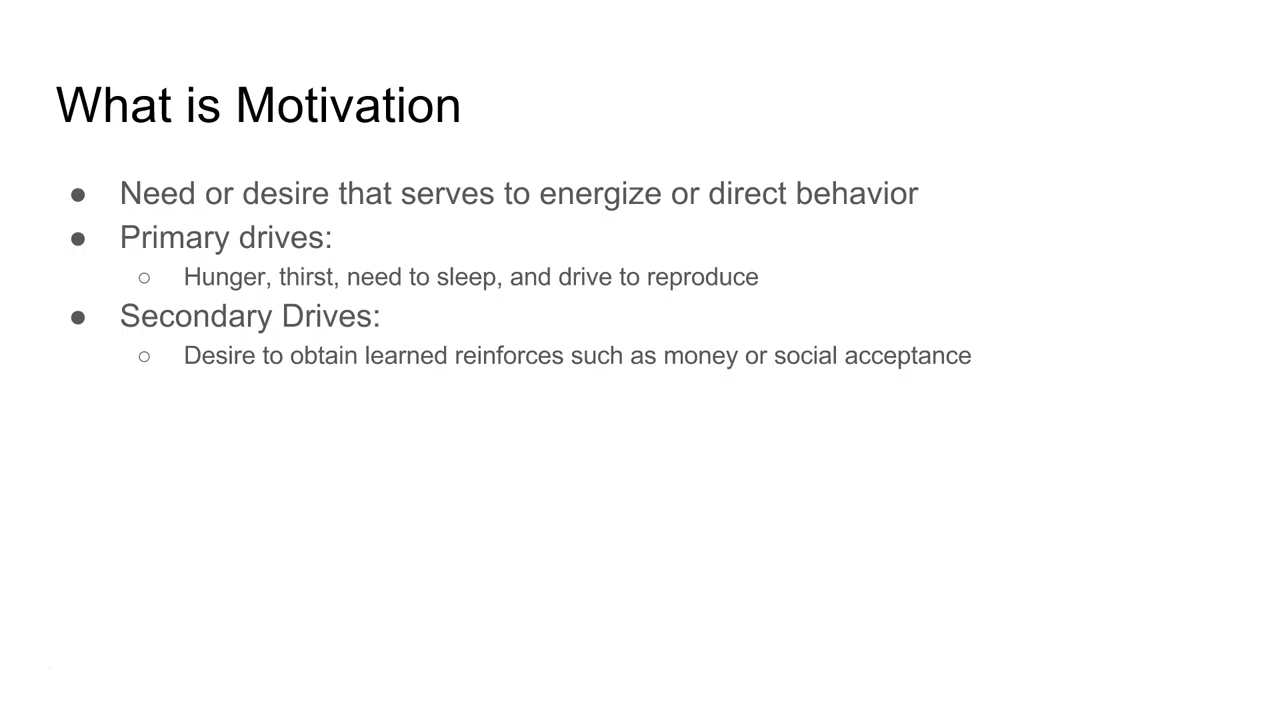 What is Motivation
● Need or desire that serves to energize or direct behavior
● Primary drives:
○ Hunger, thirst, need to sleep, and drive to reproduce
● Secondary Drives:
○ Desire to obtain learned reinforces such as money or social acceptance